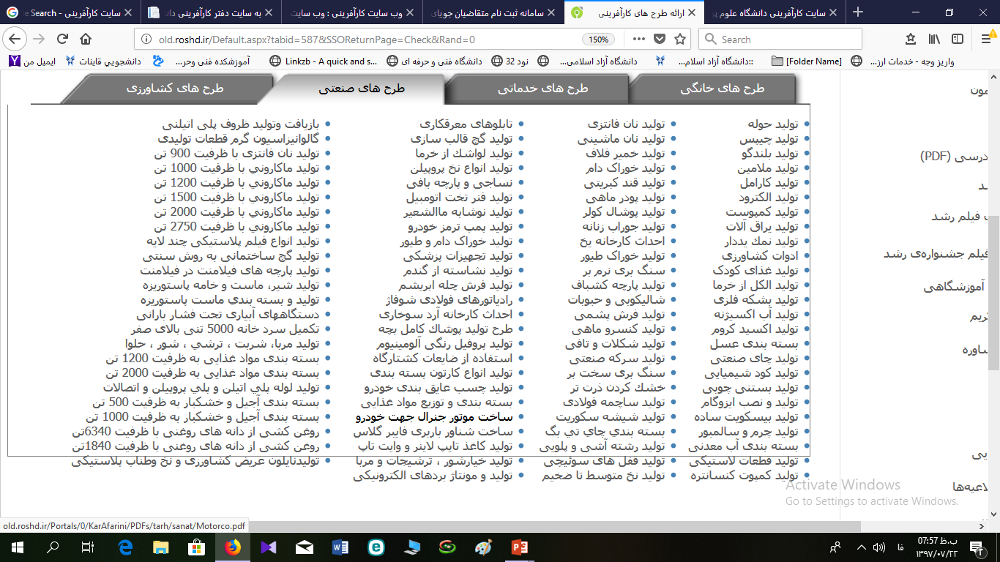 سایت کارآفرینی - e Search
به سایت دفتر کارآفرینی دانـ
وب سایت کارآفرینی : وب سایت
سامانه ثبت نام متقاضیان جویای
ارائه طرح های کارآفرینی
سایت کارآفرینی دانشگاه علوم پز
old.roshd.ir/Default.aspx?tabid=587&SSOReturnPage=Check&Rand=0
150%
Search
ایمیل من
دانشجویي قاینات
آموزشکده فنی وحر...
Linkzb - A quick and s...
دانشگاه فنی و حرفه ای
نود 32
دانشگاه آزاد اسلامی...
::دانشگاه آزاد اسلام...
[Folder Name]
واریز وجه - خدمات ارز...
طرح های خانگی
طرح های خدماتی
طرح های صنعتی
طرح های کشاورزی
تولید حوله
تولید چیپس
تولید بلندگو
تولید ملامین
تولید کارامل
تولید الکترود
تولید کمپوست
تولید یراق آلات
تولید نمك یددار
ادوات کشاورزی
تولید غذای کودک
تولید الکل از خرما
تولید بشکه فلزی
تولید آب اکسیژنه
تولید اکسید کروم
بسته بندی عسل
تولید چای صنعتی
تولید کود شیمیایی
تولید بستنی چوبی
تولید و نصب ایزوگام
تولید بیسکویت ساده
تولید چرم و سالمبور
بسته بندی آب معدنی
تولید قطعات لاستیکی
تولید کمپوت کنسانتره
تولید نان فانتزی
تولید نان ماشینی
تولید خمیر فلاف
تولید خوراک دام
تولید قند کبریتی
تولید پودر ماهی
تولید پوشال کولر
تولید جوراب زنانه
احداث کارخانه یخ
تولید خوراک طیور
سنگ بری نرم بر
تولید پارچه کشباف
شالیکوبی و حبوبات
تولید فرش پشمی
تولید کنسرو ماهی
تولید شکلات و تافی
تولید سرکه صنعتی
سنگ بری سخت بر
خشك کردن ذرت تر
تولید ساچمه فولادی
تولید شیشه سکوریت
بسته بندي چاي تي بگ
تولید رشته آشی و پلویی
تولید قفل های سوئیچی
تولید نخ متوسط تا ضخیم
تابلوهای معرقکاری
تولید گچ قالب سازی
تولید لواشك از خرما
تولید انواع نخ پروپیلن
نساجی و پارچه بافی
تولید فنر تخت اتومبیل
تولید نوشابه ماالشعیر
تولید پمپ ترمز خودرو
تولید خوراک دام و طیور
تولید تجهیزات پزشکی
تولید نشاسته از گندم
تولید فرش چله ابریشم
رادیاتورهای فولادی شوفاژ
احداث کارخانه آرد سوخاری
طرح تولید پوشاك کامل بچه
تولید پروفیل رنگی آلومینیوم
استفاده از ضایعات کشتارگاه
تولید انواع کارتون بسته بندی
تولید چسب عایق بندی خودرو
بسته بندی و توزیع مواد غذایی
ساخت موتور جنرال جهت خودرو
ساخت شناور باربری فایبر گلاس
تولید کاغذ تایپ لاینر و وایت تاپ
تولید خیارشور ، ترشیجات و مربا
تولید و مونتاژ بردهای الکترونیکی
بازیافت وتولید ظروف پلی اتیلنی
گالوانیزاسیون گرم قطعات تولیدی
تولید نان فانتزی با ظرفیت 900 تن
تولید ماکاروني با ظرفیت 1000 تن
تولید ماکاروني با ظرفیت 1200 تن
تولید ماکاروني با ظرفیت 1500 تن
تولید ماکاروني با ظرفیت 2000 تن
تولید ماکاروني با ظرفیت 2750 تن
تولید انواع فیلم پلاستیکی چند لایه
تولید گچ ساختمانی به روش سنتی
تولید پارچه های فیلامنت در فیلامنت
تولید شیر، ماست و خامه پاستوریزه
تولید و بسته بندي ماست پاستوریزه
دستگاههای آبیاری تحت فشار بارانی
تکمیل سرد خانه 5000 تنی بالای صفر
تولید مربا، شربت ، ترشي ، شور ، حلوا
بسته بندی مواد غذایی به ظرفیت 1200 تن
بسته بندی مواد غذایی به ظرفیت 2000 تن
تولید لوله پلي اتیلن و پلي پروپیلن و اتصالات
بسته بندی آجیل و خشکبار به ظرفیت 500 تن
بسته بندی آجیل و خشکبار به ظرفیت 1000 تن
روغن کشی از دانه های روغنی با ظرفیت 6340تن
روغن کشی از دانه های روغنی با ظرفیت 1840تن
تولیدنایلون عریض کشاورزی و نخ وطناب پلاستیکی
مون
درسی (PDF)
ـد
ـ فیلم رشد
فیلم جشنواره‌ی رشد
آموزشگاهی
ـریم
ـشاوره
ـایی
ـلاعیه‌ها
Activate Windows
Go to Settings to activate Windows.
old.roshd.ir/Portals/0/KarAfarini/PDFs/tarh/sanat/Motorco.pdf
فا
07:57 ب.ظ
۱۳۹۷/۰۷/۲۲